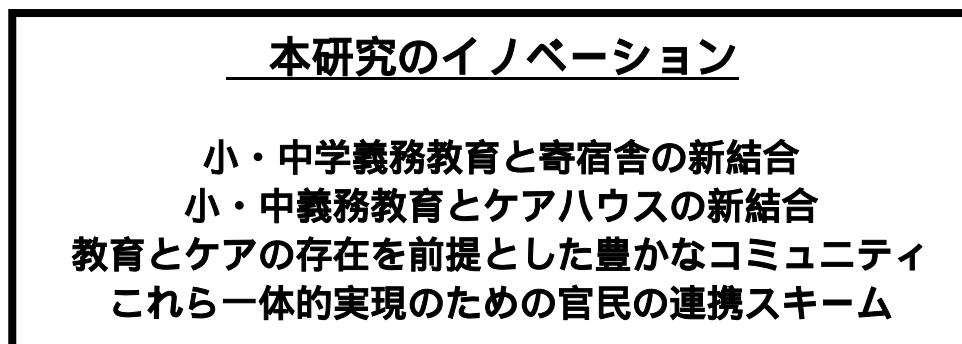 本研究のイノベーション
小・中学義務教育と寄宿舎の新結合
小・中義務教育とケアハウスの新結合
教育とケアの存在を前提とした豊かなコミュニティ
これら一体的実現のための官民の連携スキーム